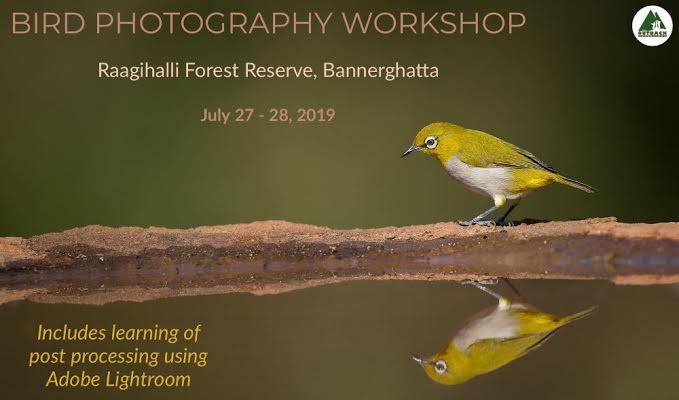 BIRD PHOTOGRAPHY WORKSHOP
Raagihalli Forest Reserve, Bannerghatta
July 27 - 28, 2019
OUTBACK
Includes learning of
post processing using
Adobe Lightroom